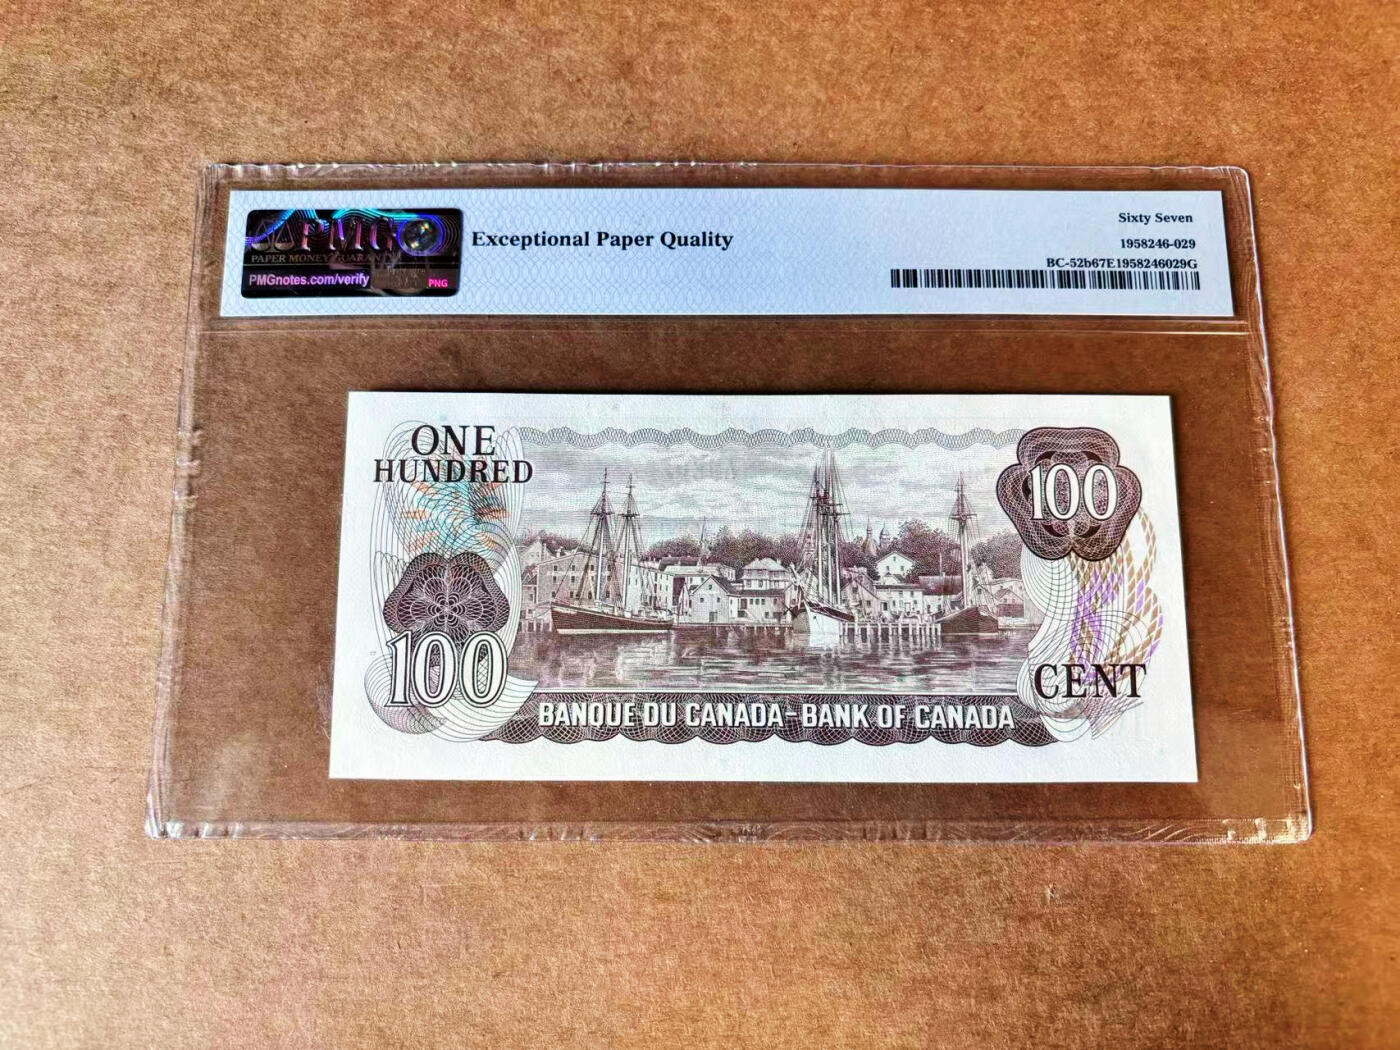 PMG
PAPER MONEY GUARANTY
PMGnotes.com/verify
PNG
Exceptional Paper Quality
Sixty Seven
1958246-029
BC-52b67E1958246029G
ONE
HUNDRED
100
100
CENT
BANQUE DU CANADA-BANK OF CANADA